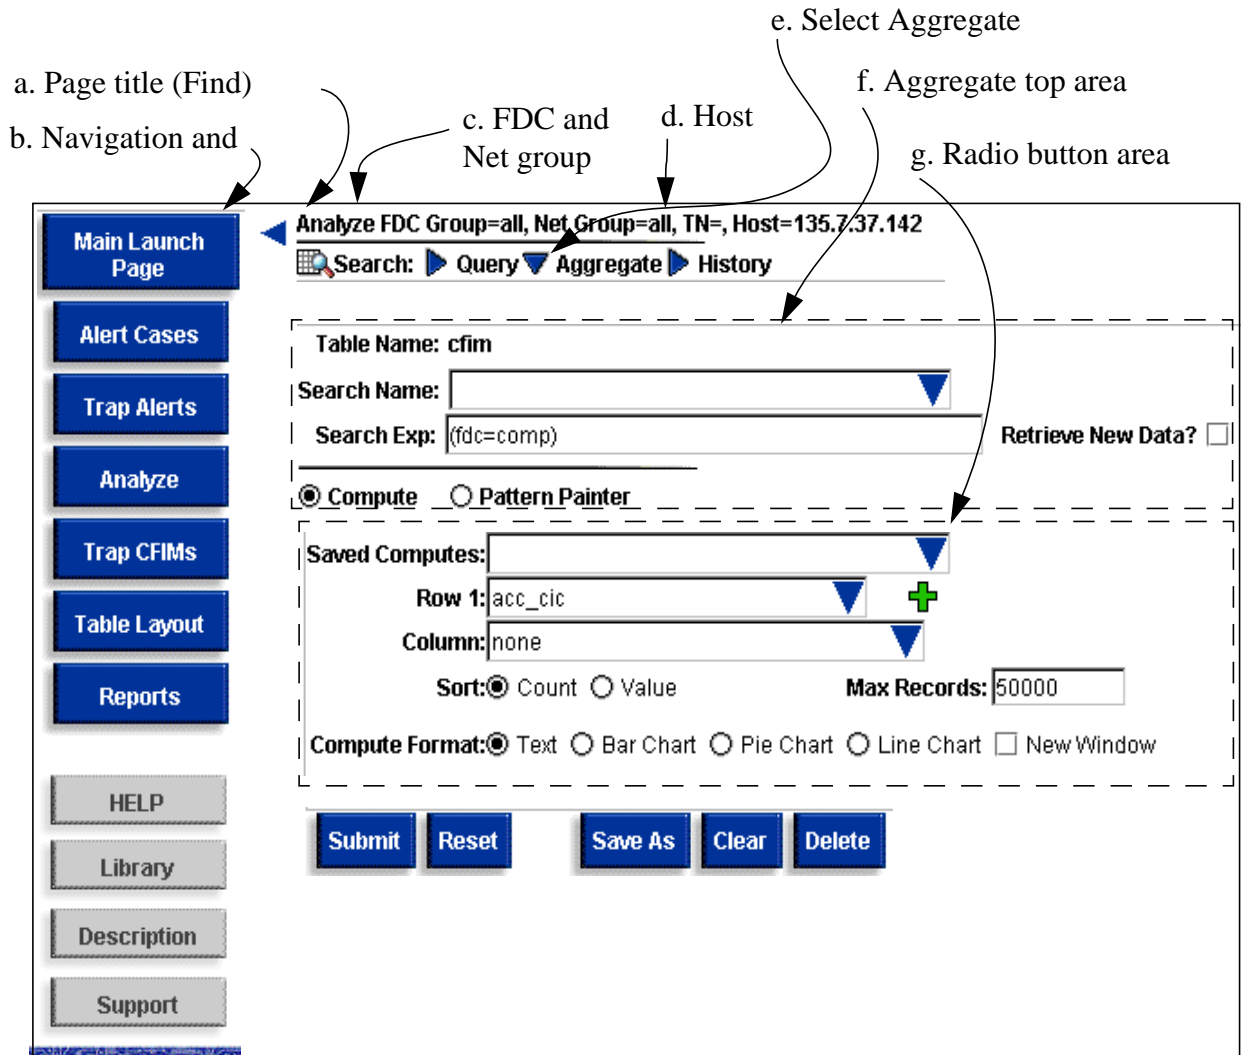 e. Select Aggregate
a. Page title (Find)
f. Aggregate top area
b. Navigation and
c. FDC and
Net group
d. Host
g. Radio button area
Main Launch
Page
Alert Cases
Trap Alerts
Analyze
Trap CFIMs
Table Layout
Reports
HELP
Library
Description
Support
Analyze FDC Group=all, Net Group=all, TN=, Host=135.7.37.142
Search: Query Aggregate History
Table Name: cfim
Search Name:
Search Exp: (fdc=comp) Retrieve New Data?
Compute Pattern Painter
Saved Computes:
Row 1: acc_cic
Column: none
Sort: Count Value Max Records: 50000
Compute Format: Text Bar Chart Pie Chart Line Chart New Window
Submit Reset Save As Clear Delete